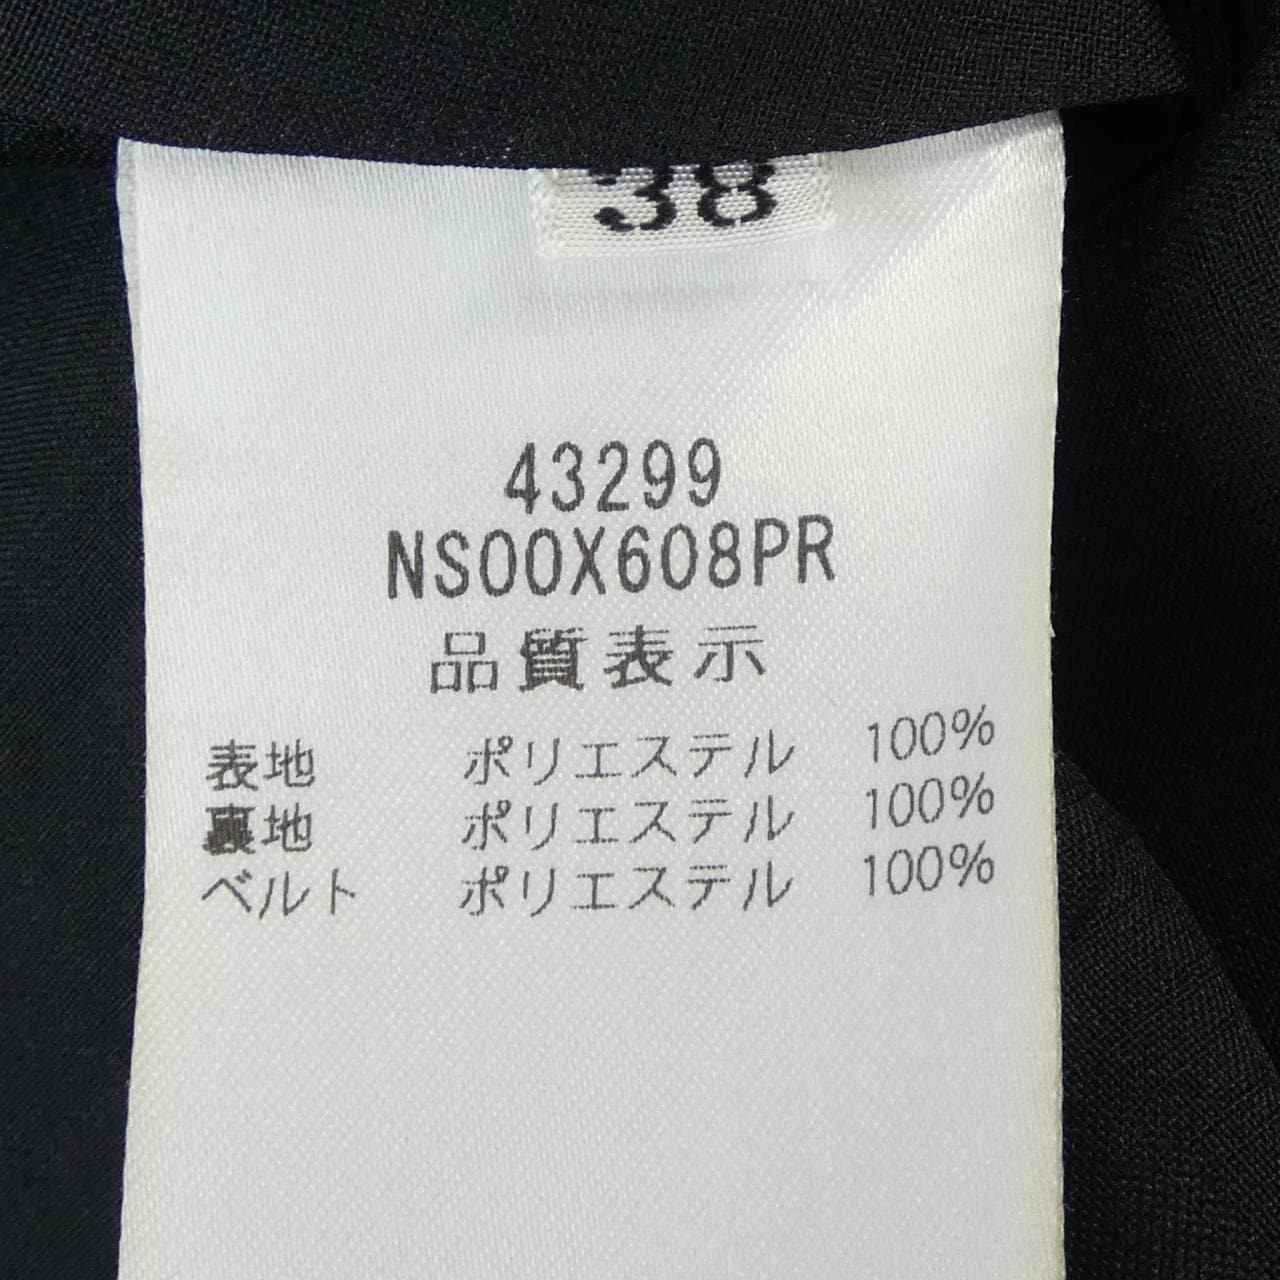 38
43299
NS00X608PR
品質表示
表地 ポリエステル 100%
裏地 ポリエステル 100%
ベルト ポリエステル 100%